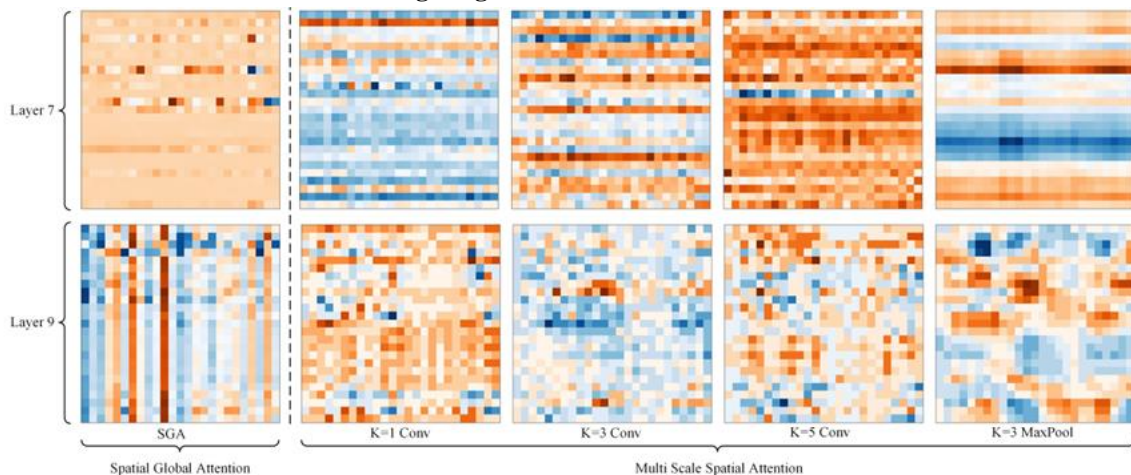 Layer 7
Layer 9
SGA
K=1 Conv
K=3 Conv
K=5 Conv
K=3 MaxPool
Spatial Global Attention
Multi Scale Spatial Attention